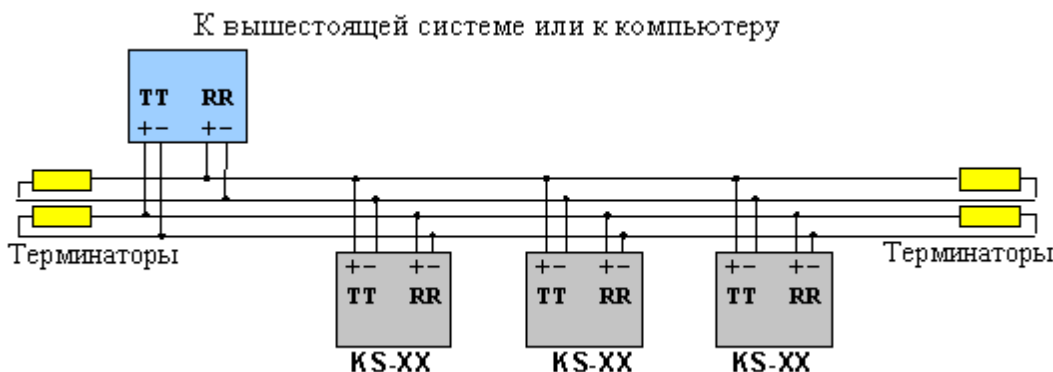 К вышестоящей системе или к компьютеру
TT RR
+− +−
Терминаторы Терминаторы
+− +− +− +− +− +−
TT RR TT RR TT RR
KS-XX KS-XX KS-XX